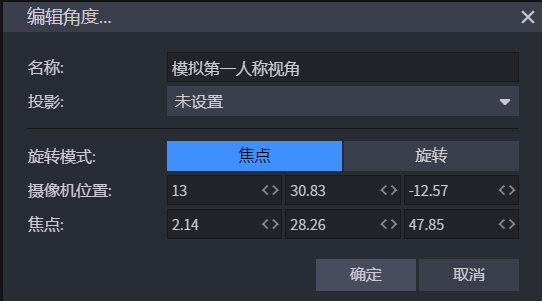 编辑角度...
名称: 模拟第一人称视角
投影: 未设置
旋转模式: 焦点 旋转
摄像机位置: 13 30.83 -12.57
焦点: 2.14 28.26 47.85
确定 取消